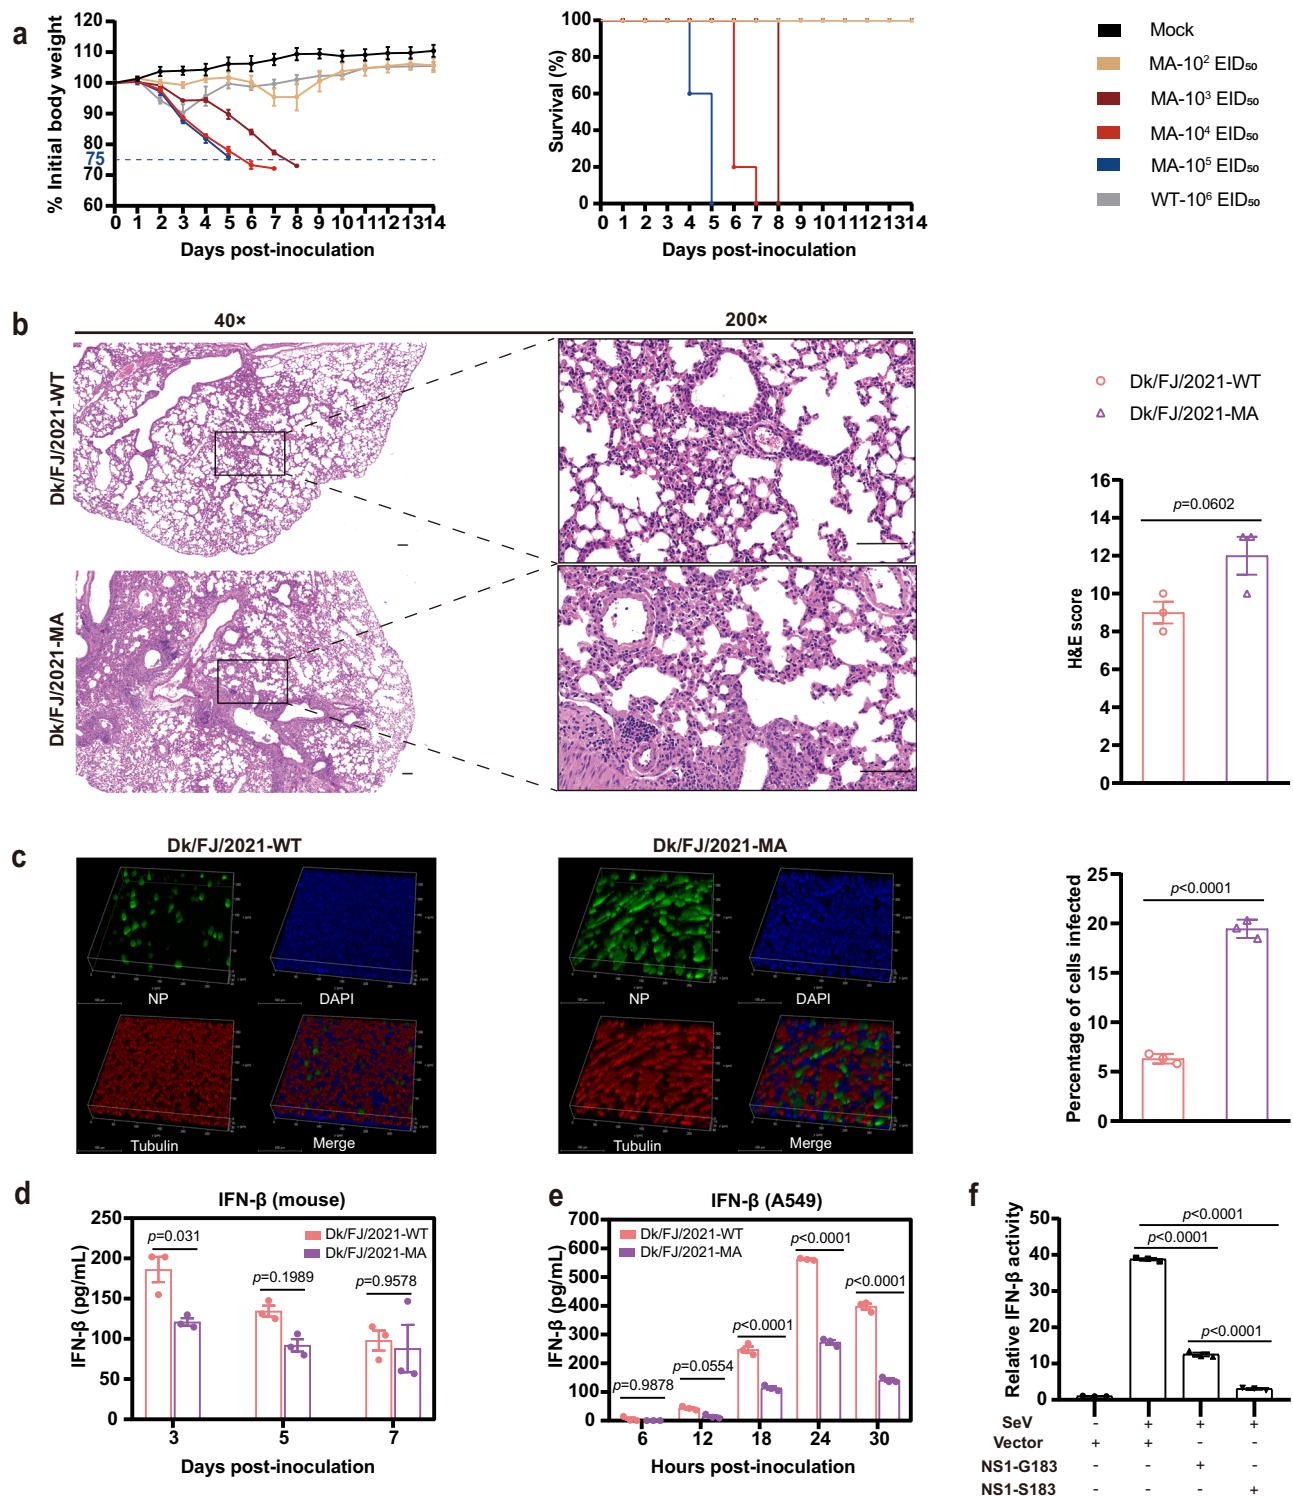 a
% Initial body weight
120
110
100
90
80
75
70
60
0 1 2 3 4 5 6 7 8 9 10 11 12 13 14
Days post-inoculation
Survival (%)
100
80
60
40
20
0
0 1 2 3 4 5 6 7 8 9 10 11 12 13 14
Days post-inoculation
Mock
MA-10² EID₅₀
MA-10³ EID₅₀
MA-10⁴ EID₅₀
MA-10⁵ EID₅₀
WT-10⁶ EID₅₀
b
40×
200×
Dk/FJ/2021-WT
Dk/FJ/2021-MA
Dk/FJ/2021-WT
Dk/FJ/2021-MA
H&E score
16
14
12
10
8
6
4
2
0
p=0.0602
c
Dk/FJ/2021-WT
NP
DAPI
Tubulin
Merge
Dk/FJ/2021-MA
NP
DAPI
Tubulin
Merge
Percentage of cells infected
25
20
15
10
5
0
p<0.0001
d
IFN-β (mouse)
IFN-β (pg/mL)
250
200
150
100
50
0
p=0.031
p=0.1989
p=0.9578
Dk/FJ/2021-WT
Dk/FJ/2021-MA
3 5 7
Days post-inoculation
e
IFN-β (A549)
IFN-β (pg/mL)
700
600
500
400
300
200
100
0
Dk/FJ/2021-WT
Dk/FJ/2021-MA
p=0.9878
p=0.0554
p<0.0001
p<0.0001
p<0.0001
6 12 18 24 30
Hours post-inoculation
f
Relative IFN-β activity
50
40
30
20
10
0
p<0.0001
p<0.0001
p<0.0001
SeV - + + +
Vector + + - -
NS1-G183 - - + -
NS1-S183 - - - +